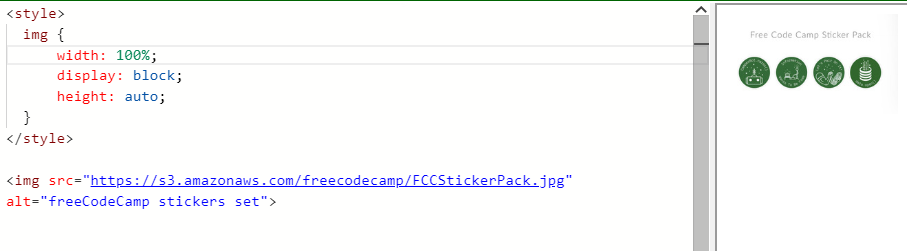 <style>
img {
width: 100%;
display: block;
height: auto;
}
</style>
<img src="https://s3.amazonaws.com/freecodecamp/FCCStickerPack.jpg"
alt="freeCodeCamp stickers set">
Free Code Camp Sticker Pack